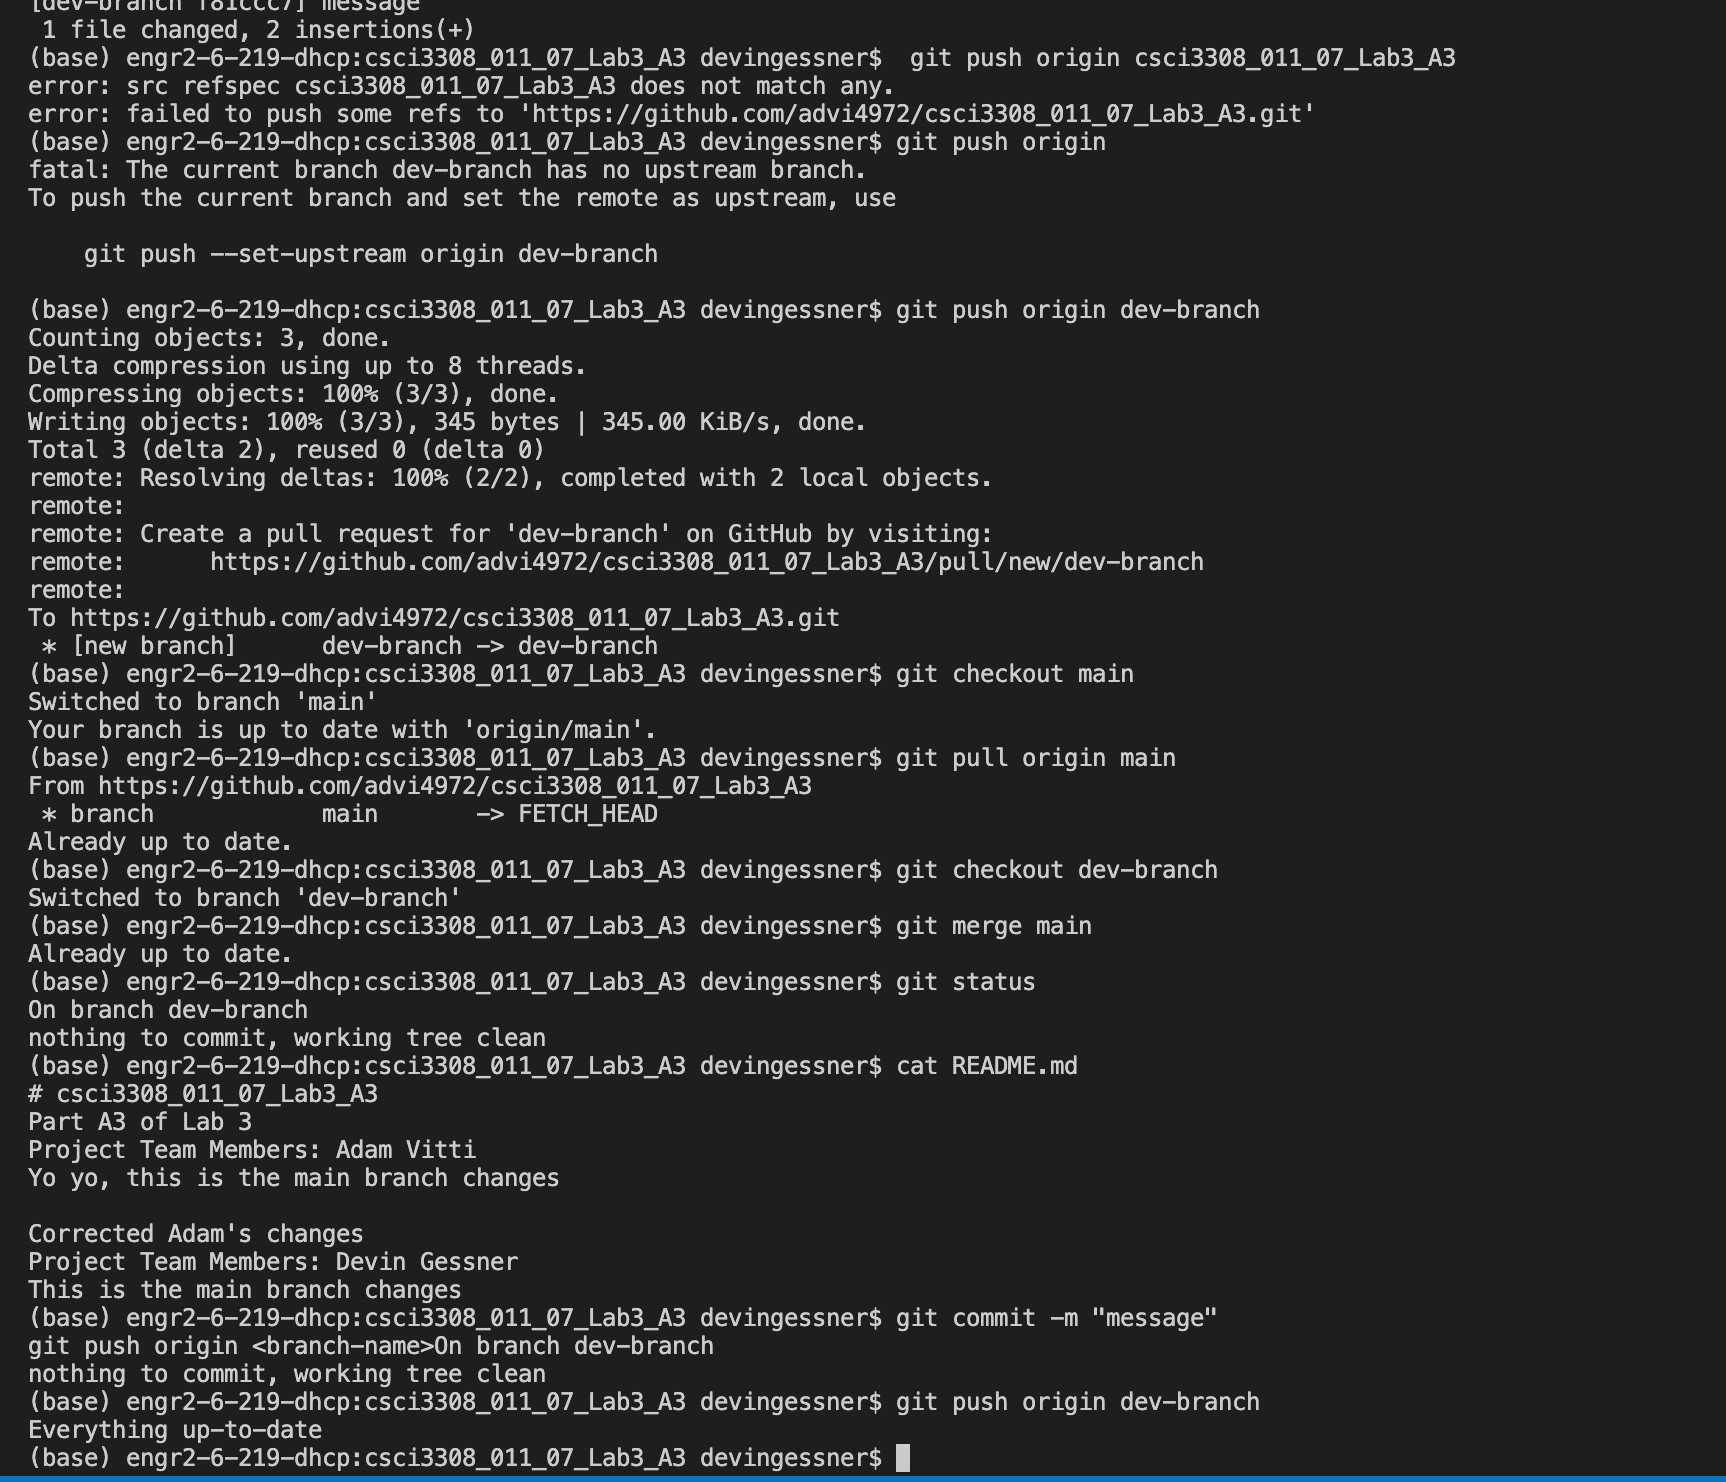 [dev-branch f81ccc7] message
 1 file changed, 2 insertions(+)
(base) engr2-6-219-dhcp:csci3308_011_07_Lab3_A3 devingessner$  git push origin csci3308_011_07_Lab3_A3
error: src refspec csci3308_011_07_Lab3_A3 does not match any.
error: failed to push some refs to 'https://github.com/advi4972/csci3308_011_07_Lab3_A3.git'
(base) engr2-6-219-dhcp:csci3308_011_07_Lab3_A3 devingessner$ git push origin
fatal: The current branch dev-branch has no upstream branch.
To push the current branch and set the remote as upstream, use

    git push --set-upstream origin dev-branch

(base) engr2-6-219-dhcp:csci3308_011_07_Lab3_A3 devingessner$ git push origin dev-branch
Counting objects: 3, done.
Delta compression using up to 8 threads.
Compressing objects: 100% (3/3), done.
Writing objects: 100% (3/3), 345 bytes | 345.00 KiB/s, done.
Total 3 (delta 2), reused 0 (delta 0)
remote: Resolving deltas: 100% (2/2), completed with 2 local objects.
remote:
remote: Create a pull request for 'dev-branch' on GitHub by visiting:
remote:      https://github.com/advi4972/csci3308_011_07_Lab3_A3/pull/new/dev-branch
remote:
To https://github.com/advi4972/csci3308_011_07_Lab3_A3.git
 * [new branch]      dev-branch -> dev-branch
(base) engr2-6-219-dhcp:csci3308_011_07_Lab3_A3 devingessner$ git checkout main
Switched to branch 'main'
Your branch is up to date with 'origin/main'.
(base) engr2-6-219-dhcp:csci3308_011_07_Lab3_A3 devingessner$ git pull origin main
From https://github.com/advi4972/csci3308_011_07_Lab3_A3
 * branch            main       -> FETCH_HEAD
Already up to date.
(base) engr2-6-219-dhcp:csci3308_011_07_Lab3_A3 devingessner$ git checkout dev-branch
Switched to branch 'dev-branch'
(base) engr2-6-219-dhcp:csci3308_011_07_Lab3_A3 devingessner$ git merge main
Already up to date.
(base) engr2-6-219-dhcp:csci3308_011_07_Lab3_A3 devingessner$ git status
On branch dev-branch
nothing to commit, working tree clean
(base) engr2-6-219-dhcp:csci3308_011_07_Lab3_A3 devingessner$ cat README.md
# csci3308_011_07_Lab3_A3
Part A3 of Lab 3
Project Team Members: Adam Vitti
Yo yo, this is the main branch changes

Corrected Adam's changes
Project Team Members: Devin Gessner
This is the main branch changes
(base) engr2-6-219-dhcp:csci3308_011_07_Lab3_A3 devingessner$ git commit -m "message"
git push origin <branch-name>On branch dev-branch
nothing to commit, working tree clean
(base) engr2-6-219-dhcp:csci3308_011_07_Lab3_A3 devingessner$ git push origin dev-branch
Everything up-to-date
(base) engr2-6-219-dhcp:csci3308_011_07_Lab3_A3 devingessner$